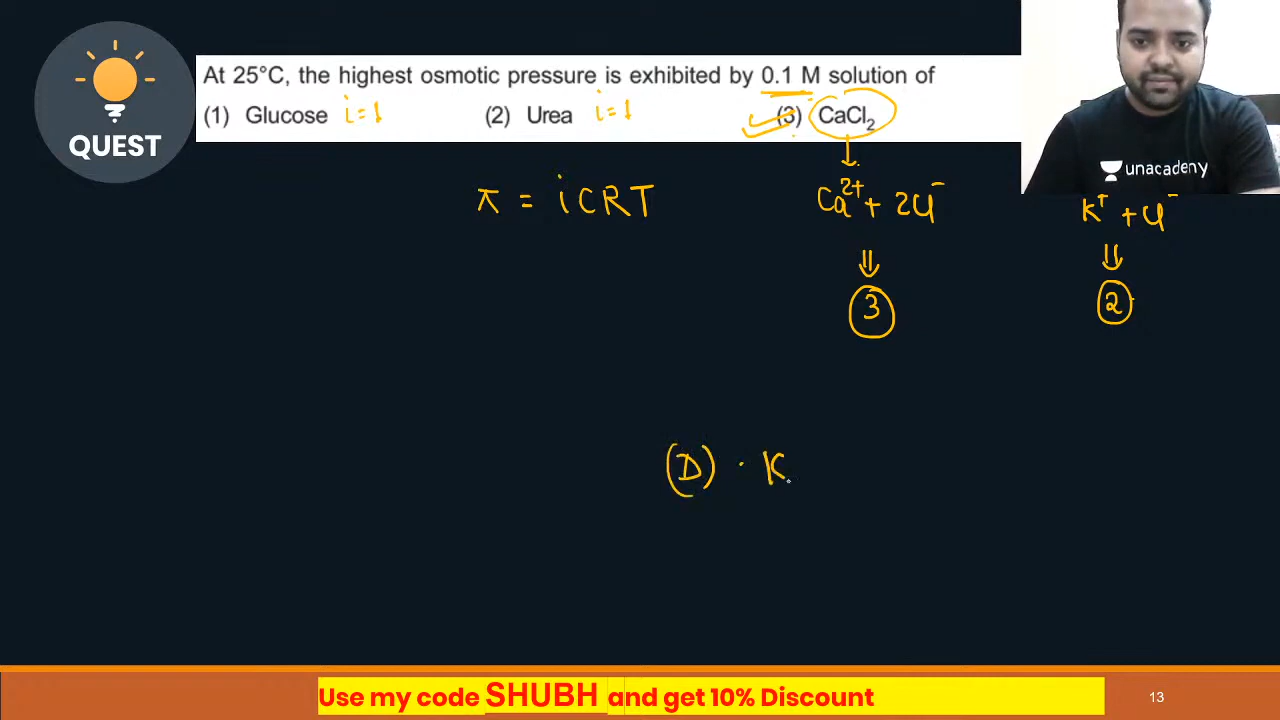 At 25°C, the highest osmotic pressure is exhibited by 0.1 M solution of
(1) Glucose i=1 (2) Urea i=1 (3) CaCl₂
QUEST
unacademy
π = iCRT
Ca²⁺ + 2Cl⁻
K⁺ + Cl⁻
3
2
(D) · K
Use my code SHUBH and get 10% Discount
13